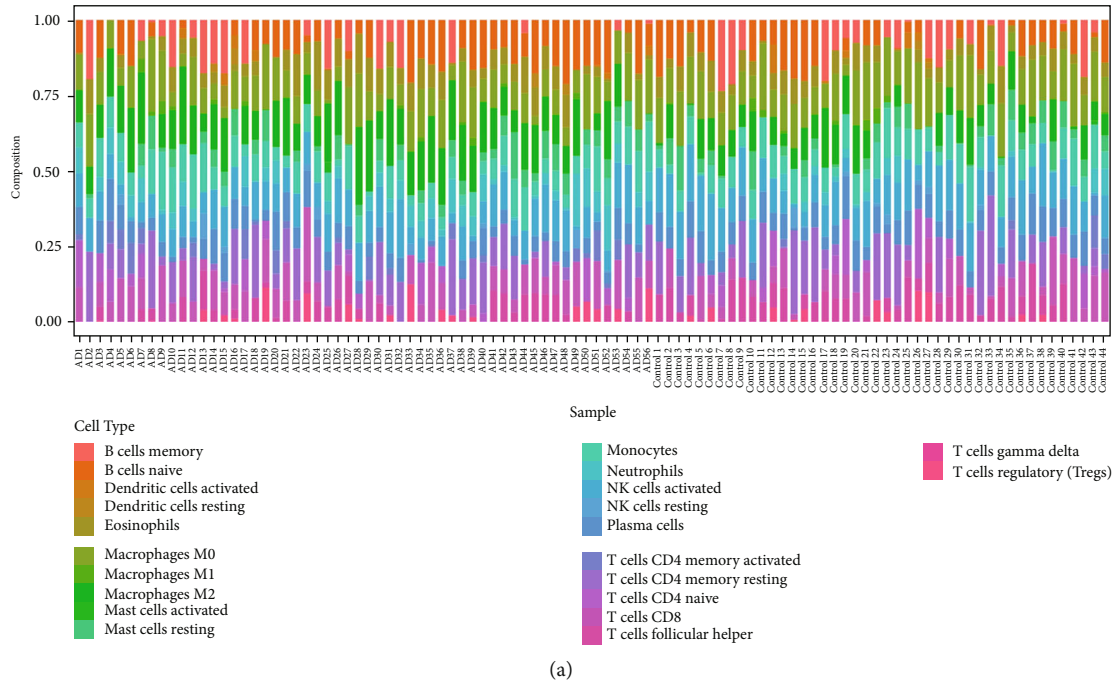 1.00
0.75
0.50
0.25
0.00
Composition
AD1
AD2
AD3
AD4
AD5
AD6
AD7
AD8
AD9
AD10
AD11
AD12
AD13
AD14
AD15
AD16
AD17
AD18
AD19
AD20
AD21
AD22
AD23
AD24
AD25
AD26
AD27
AD28
AD29
AD30
AD31
AD32
AD33
AD34
AD35
AD36
AD37
AD38
AD39
AD40
AD41
AD42
AD43
AD44
AD45
AD46
AD47
AD48
AD49
AD50
AD51
AD52
AD53
AD54
AD55
AD56
Control 1
Control 2
Control 3
Control 4
Control 5
Control 6
Control 7
Control 8
Control 9
Control 10
Control 11
Control 12
Control 13
Control 14
Control 15
Control 16
Control 17
Control 18
Control 19
Control 20
Control 21
Control 22
Control 23
Control 24
Control 25
Control 26
Control 27
Control 28
Control 29
Control 30
Control 31
Control 32
Control 33
Control 34
Control 35
Control 36
Control 37
Control 38
Control 39
Control 40
Control 41
Control 42
Control 43
Control 44
Sample
Cell Type
B cells memory
B cells naive
Dendritic cells activated
Dendritic cells resting
Eosinophils
Macrophages M0
Macrophages M1
Macrophages M2
Mast cells activated
Mast cells resting
Monocytes
Neutrophils
NK cells activated
NK cells resting
Plasma cells
T cells CD4 memory activated
T cells CD4 memory resting
T cells CD4 naive
T cells CD8
T cells follicular helper
T cells gamma delta
T cells regulatory (Tregs)
(a)